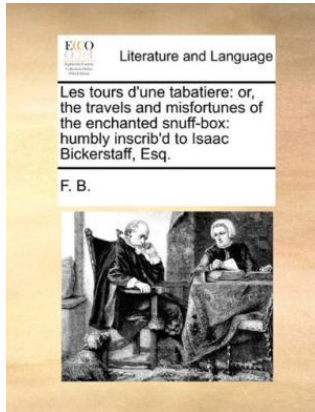 ECCO
Literature and Language
Les tours d'une tabatiere: or,
the travels and misfortunes of
the enchanted snuff-box:
humbly inscrib'd to Isaac
Bickerstaff, Esq.
F. B.